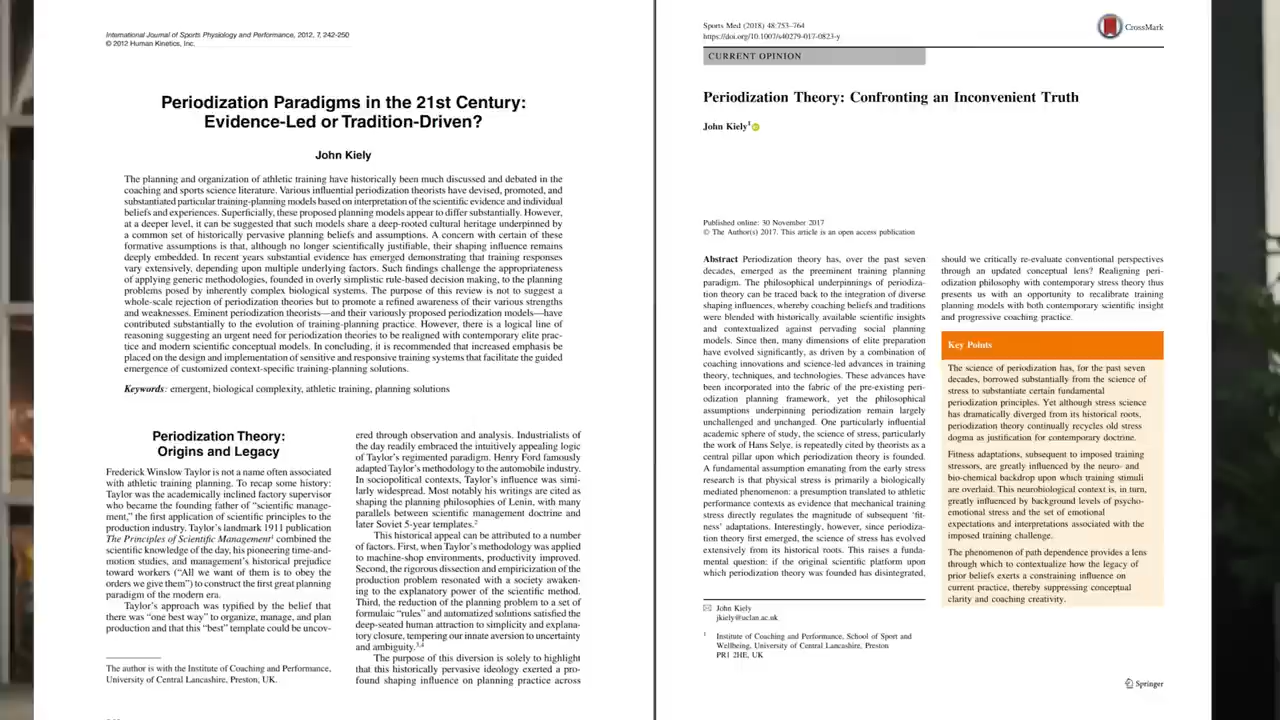 International Journal of Sports Physiology and Performance, 2012, 7, 242-250
© 2012 Human Kinetics, Inc.
Periodization Paradigms in the 21st Century:
Evidence-Led or Tradition-Driven?
John Kiely
The planning and organization of athletic training have historically been much discussed and debated in the
coaching and sports science literature. Various influential periodization theorists have devised, promoted, and
substantiated particular training-planning models based on interpretation of the scientific evidence and individual
beliefs and experiences. Superficially, these proposed planning models appear to differ substantially. However,
at a deeper level, it can be suggested that such models share a deep-rooted cultural heritage underpinned by
a common set of historically pervasive planning beliefs and assumptions. A concern with certain of these
formative assumptions is that, although no longer scientifically justifiable, their shaping influence remains
deeply embedded. In recent years substantial evidence has emerged demonstrating that training responses
vary extensively, depending upon multiple underlying factors. Such findings challenge the appropriateness
of applying generic methodologies, founded in overly simplistic rule-based decision making, to the planning
problems posed by inherently complex biological systems. The purpose of this review is not to suggest a
whole-scale rejection of periodization theories but to promote a refined awareness of their various strengths
and weaknesses. Eminent periodization theorists—and their variously proposed periodization models—have
contributed substantially to the evolution of training-planning practice. However, there is a logical line of
reasoning suggesting an urgent need for periodization theories to be realigned with contemporary elite prac-
tice and modern scientific conceptual models. In concluding, it is recommended that increased emphasis be
placed on the design and implementation of sensitive and responsive training systems that facilitate the guided
emergence of customized context-specific training-planning solutions.
Keywords: emergent, biological complexity, athletic training, planning solutions
Periodization Theory:
Origins and Legacy
Frederick Winslow Taylor is not a name often associated
with athletic training planning. To recap some history:
Taylor was the academically inclined factory supervisor
who became the founding father of “scientific manage-
ment,” the first application of scientific principles to the
production industry. Taylor’s landmark 1911 publication
The Principles of Scientific Management1 combined the
scientific knowledge of the day, his pioneering time-and-
motion studies, and management’s historical prejudice
toward workers (“All we want of them is to obey the
orders we give them”) to construct the first great planning
paradigm of the modern era.
Taylor’s approach was typified by the belief that
there was “one best way” to organize, manage, and plan
production and that this “best” template could be uncov-
The author is with the Institute of Coaching and Performance,
University of Central Lancashire, Preston, UK.
ered through observation and analysis. Industrialists of
the day readily embraced the intuitively appealing logic
of Taylor’s regimented paradigm. Henry Ford famously
adapted Taylor’s methodology to the automobile industry.
In sociopolitical contexts, Taylor’s influence was simi-
larly widespread. Most notably his writings are cited as
shaping the planning philosophies of Lenin, with many
parallels between scientific management doctrine and
later Soviet 5-year templates.2
This historical appeal can be attributed to a number
of factors. First, when Taylor’s methodology was applied
to machine-shop environments, productivity improved.
Second, the rigorous dissection and empiricization of the
production problem resonated with a society awaken-
ing to the explanatory power of the scientific method.
Third, the reduction of the planning problem to a set of
formulaic “rules” and automatized solutions satisfied the
deep-seated human attraction to simplicity and explana-
tory closure, tempering our innate aversion to uncertainty
and ambiguity.3,4
The purpose of this diversion is solely to highlight
that this historically pervasive ideology exerted a pro-
found shaping influence on planning practice across
Sports Med (2018) 48:753–764
https://doi.org/10.1007/s40279-017-0823-y
CrossMark
CURRENT OPINION
Periodization Theory: Confronting an Inconvenient Truth
John Kiely1
Published online: 30 November 2017
© The Author(s) 2017. This article is an open access publication
Abstract Periodization theory has, over the past seven
decades, emerged as the preeminent training planning
paradigm. The philosophical underpinnings of periodiza-
tion theory can be traced back to the integration of diverse
shaping influences, whereby coaching beliefs and traditions
were blended with historically available scientific insights
and contextualized against pervading social planning
models. Since then, many dimensions of elite preparation
have evolved significantly, as driven by a combination of
coaching innovations and science-led advances in training
theory, techniques, and technologies. These advances have
been incorporated into the fabric of the pre-existing peri-
odization planning framework, yet the philosophical
assumptions underpinning periodization remain largely
unchallenged and unchanged. One particularly influential
academic sphere of study, the science of stress, particularly
the work of Hans Selye, is repeatedly cited by theorists as a
central pillar upon which periodization theory is founded.
A fundamental assumption emanating from the early stress
research is that physical stress is primarily a biologically
mediated phenomenon: a presumption translated to athletic
performance contexts as evidence that mechanical training
stress directly regulates the magnitude of subsequent ‘fit-
ness’ adaptations. Interestingly, however, since periodiza-
tion theory first emerged, the science of stress has evolved
extensively from its historical roots. This raises a funda-
mental question: if the original scientific platform upon
which periodization theory was founded has disintegrated,
John Kiely
jkiely@uclan.ac.uk
1 Institute of Coaching and Performance, School of Sport and
Wellbeing, University of Central Lancashire, Preston
PR1 2HE, UK
should we critically re-evaluate conventional perspectives
through an updated conceptual lens? Realigning peri-
odization philosophy with contemporary stress theory thus
presents us with an opportunity to recalibrate training
planning models with both contemporary scientific insight
and progressive coaching practice.
Key Points
The science of periodization has, for the past seven
decades, borrowed substantially from the science of
stress to substantiate certain fundamental
periodization principles. Yet although stress science
has dramatically diverged from its historical roots,
periodization theory continually recycles old stress
dogma as justification for contemporary doctrine.
Fitness adaptations, subsequent to imposed training
stressors, are greatly influenced by the neuro- and
bio-chemical backdrop upon which training stimuli
are overlaid. This neurobiological context is, in turn,
greatly influenced by background levels of psycho-
emotional stress and the set of emotional
expectations and interpretations associated with the
imposed training challenge.
The phenomenon of path dependence provides a lens
through which to contextualize how the legacy of
prior beliefs exerts a constraining influence on
current practice, thereby suppressing conceptual
clarity and coaching creativity.
Springer